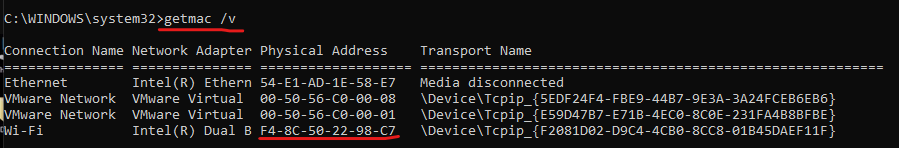 C:\WINDOWS\system32>getmac /v
Connection Name Network Adapter Physical Address    Transport Name
=============== =============== =================== ==========================================================
Ethernet        Intel(R) Ethern 54-E1-AD-1E-58-E7   Media disconnected
VMware Network  VMware Virtual  00-50-56-C0-00-08   \Device\Tcpip_{5EDF24F4-FBE9-44B7-9E3A-3A24FCEB6EB6}
VMware Network  VMware Virtual  00-50-56-C0-00-01   \Device\Tcpip_{E59D47B7-E71B-4EC0-8C0E-231FA4B8BFBE}
Wi-Fi           Intel(R) Dual B F4-8C-50-22-98-C7   \Device\Tcpip_{F2081D02-D9C4-4CB0-8CC8-01B45DAEF11F}